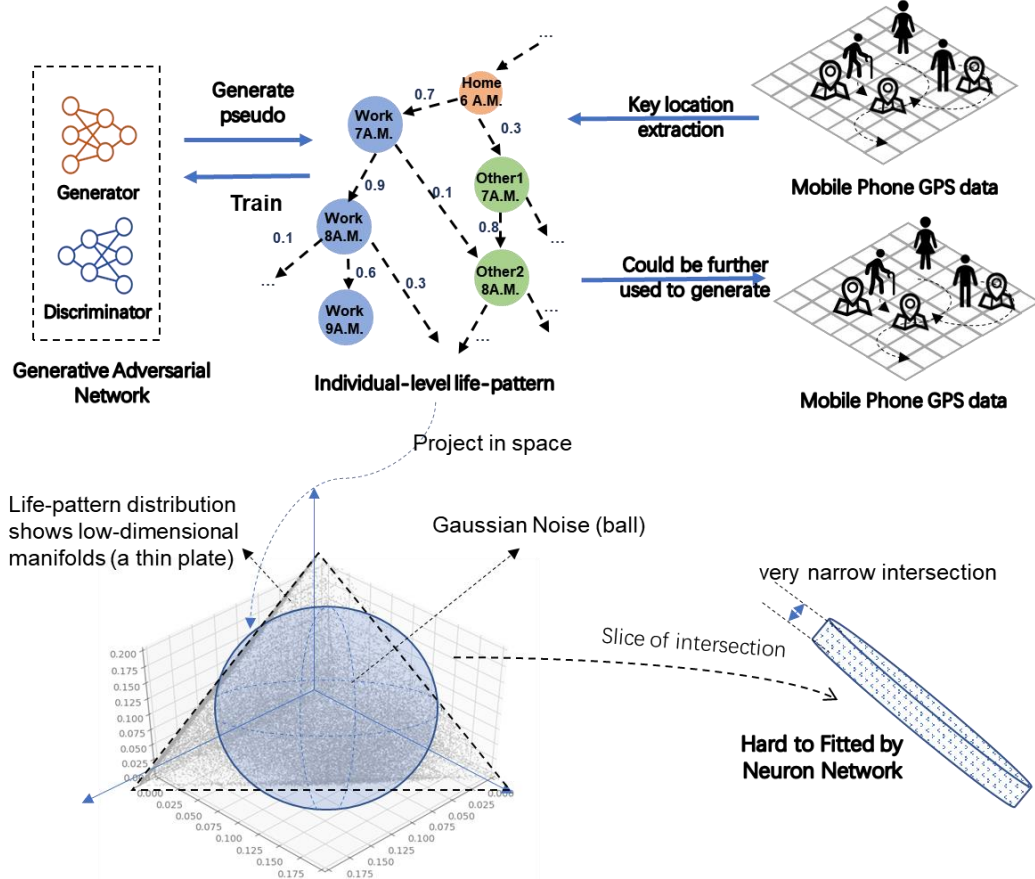 Generate
pseudo
Train
Generator
Discriminator
Generative Adversarial
Network
...
Home
6 A.M.
0.7
0.3
Work
7A.M.
Other1
7A.M.
0.9
0.1
0.8
...
Work
8A.M.
0.1
...
0.6
0.3
Other2
8A.M.
Work
9A.M.
...
...
Individual-level life-pattern
Key location
extraction
Mobile Phone GPS data
Could be further
used to generate
Mobile Phone GPS data
Project in space
Life-pattern distribution
shows low-dimensional
manifolds (a thin plate)
Gaussian Noise (ball)
very narrow intersection
Slice of intersection
Hard to Fitted by
Neuron Network
0.200
0.175
0.150
0.125
0.100
0.075
0.050
0.025
0.000
0.025
0.050
0.075
0.100
0.125
0.150
0.175
0.025
0.050
0.075
0.100
0.125
0.150
0.175